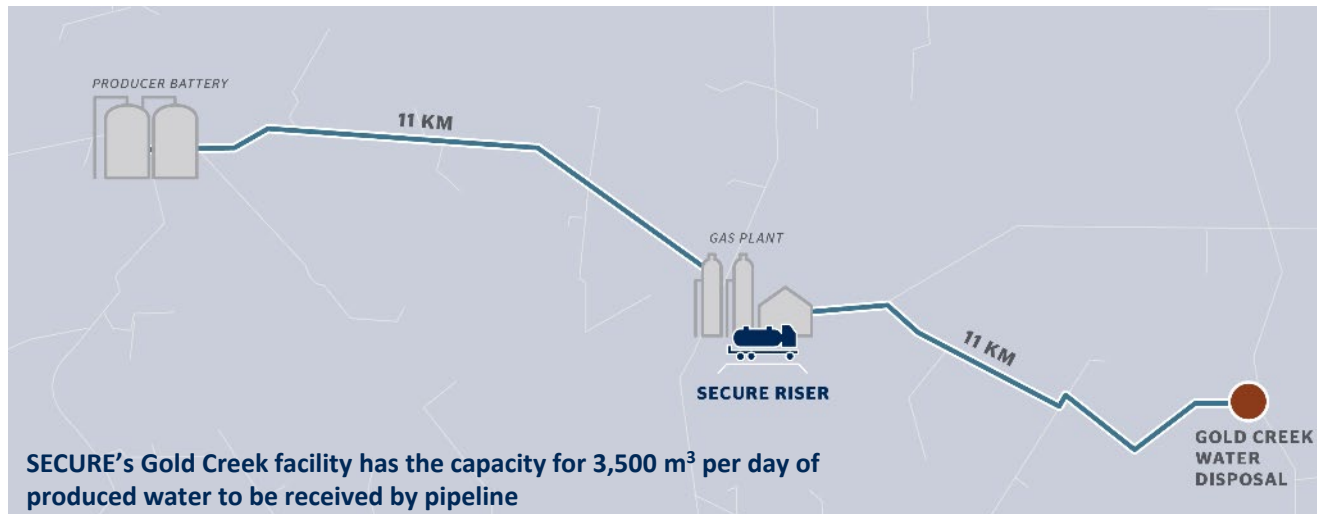 PRODUCER BATTERY
11 KM
GAS PLANT
SECURE RISER
11 KM
GOLD CREEK
WATER
DISPOSAL
SECURE's Gold Creek facility has the capacity for 3,500 m³ per day of
produced water to be received by pipeline